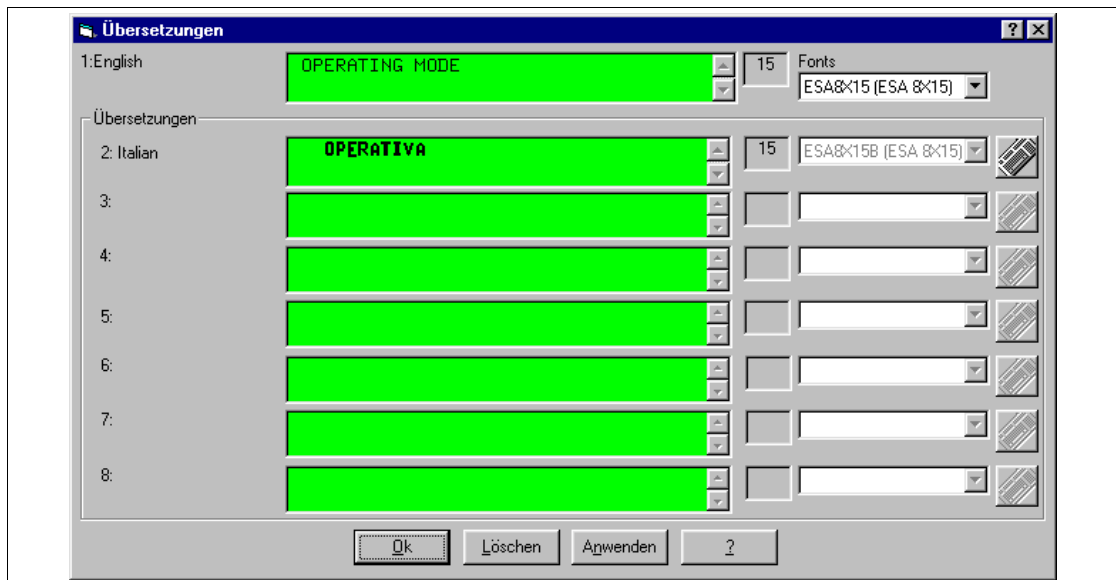 Übersetzungen
1:English
OPERATING MODE
15
Fonts
ESA8X15 (ESA 8X15)
Übersetzungen
2: Italian
OPERATIVA
15
ESA8X15B (ESA 8X15)
3:
4:
5:
6:
7:
8:
Ok
Löschen
Anwenden
?